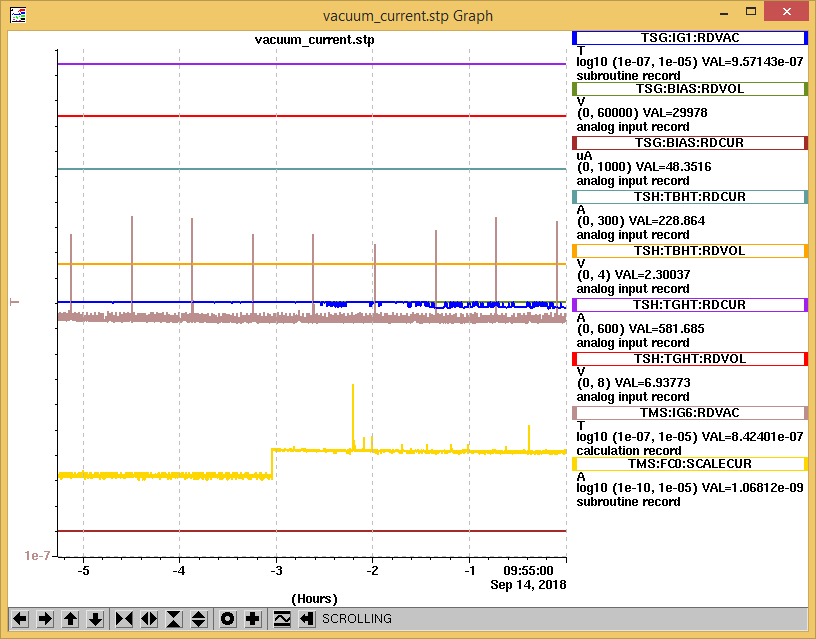 vacuum_current.stp Graph
vacuum_current.stp
T
1e-7
-5
-4
-3
-2
-1
09:55:00
Sep 14, 2018
(Hours)
TSG:IG1:RDVAC
T
log10 (1e-07, 1e-05) VAL=9.57143e-07
subroutine record
TSG:BIAS:RDVOL
V
(0, 60000) VAL=29978
analog input record
TSG:BIAS:RDCUR
uA
(0, 1000) VAL=48.3516
analog input record
TSH:TBHT:RDCUR
A
(0, 300) VAL=228.864
analog input record
TSH:TBHT:RDVOL
V
(0, 4) VAL=2.30037
analog input record
TSH:TGHT:RDCUR
A
(0, 600) VAL=581.685
analog input record
TSH:TGHT:RDVOL
V
(0, 8) VAL=6.93773
analog input record
TMS:IG6:RDVAC
T
log10 (1e-07, 1e-05) VAL=8.42401e-07
calculation record
TMS:FC0:SCALECUR
A
log10 (1e-10, 1e-05) VAL=1.06812e-09
subroutine record
SCROLLING